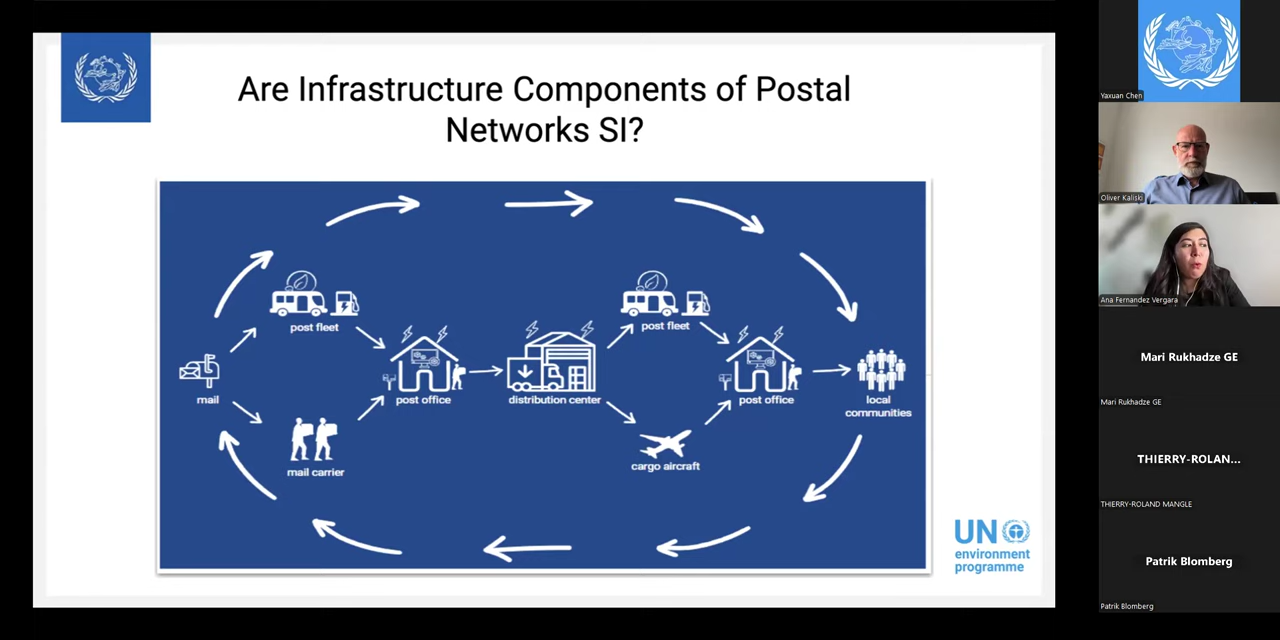 Are Infrastructure Components of Postal
Networks SI?
post fleet
post fleet
mail
post office
distribution center
post office
local
communities
mail carrier
cargo aircraft
UN
environment
programme
Yaxuan Chen
Oliver Kaliski
Ana Fernandez Vergara
Mari Rukhadze GE
Mari Rukhadze GE
THIERRY-ROLAN...
THIERRY-ROLAND MANGLE
Patrik Blomberg
Patrik Blomberg